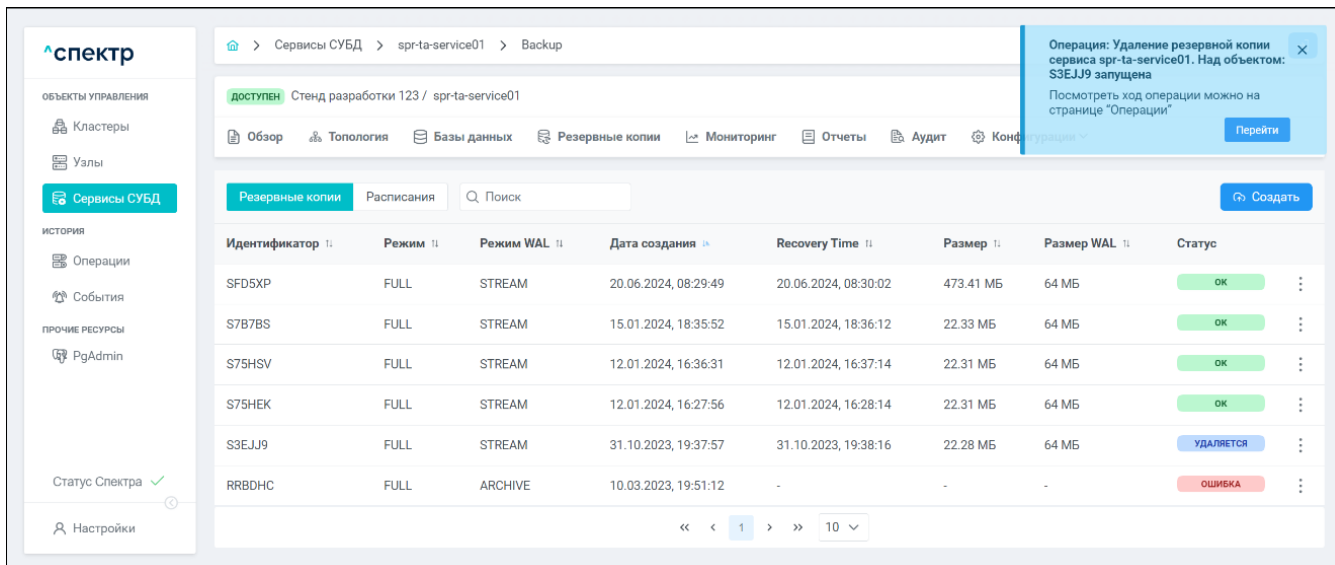 ^спектр
ОБЪЕКТЫ УПРАВЛЕНИЯ
Кластеры
Узлы
Сервисы СУБД
ИСТОРИЯ
Операции
События
ПРОЧИЕ РЕСУРСЫ
PgAdmin
Статус Спектра
Настройки
> Сервисы СУБД > spr-ta-service01 > Backup
ДОСТУПЕН Стенд разработки 123 / spr-ta-service01
Обзор Топология Базы данных Резервные копии Мониторинг Отчеты Аудит Конфигурации
Операция: Удаление резервной копии
сервиса spr-ta-service01. Над объектом:
S3EJJ9 запущена
Посмотреть ход операции можно на
странице "Операции"
Перейти
Резервные копии Расписания Поиск Создать
Идентификатор Режим Режим WAL Дата создания Recovery Time Размер Размер WAL Статус
SFD5XP FULL STREAM 20.06.2024, 08:29:49 20.06.2024, 08:30:02 473.41 МБ 64 МБ ОК
S7B7BS FULL STREAM 15.01.2024, 18:35:52 15.01.2024, 18:36:12 22.33 МБ 64 МБ ОК
S75HSV FULL STREAM 12.01.2024, 16:36:31 12.01.2024, 16:37:14 22.31 МБ 64 МБ ОК
S75HEK FULL STREAM 12.01.2024, 16:27:56 12.01.2024, 16:28:14 22.31 МБ 64 МБ ОК
S3EJJ9 FULL STREAM 31.10.2023, 19:37:57 31.10.2023, 19:38:16 22.28 МБ 64 МБ УДАЛЯЕТСЯ
RRBDHC FULL ARCHIVE 10.03.2023, 19:51:12 - - - ОШИБКА
« < 1 > » 10